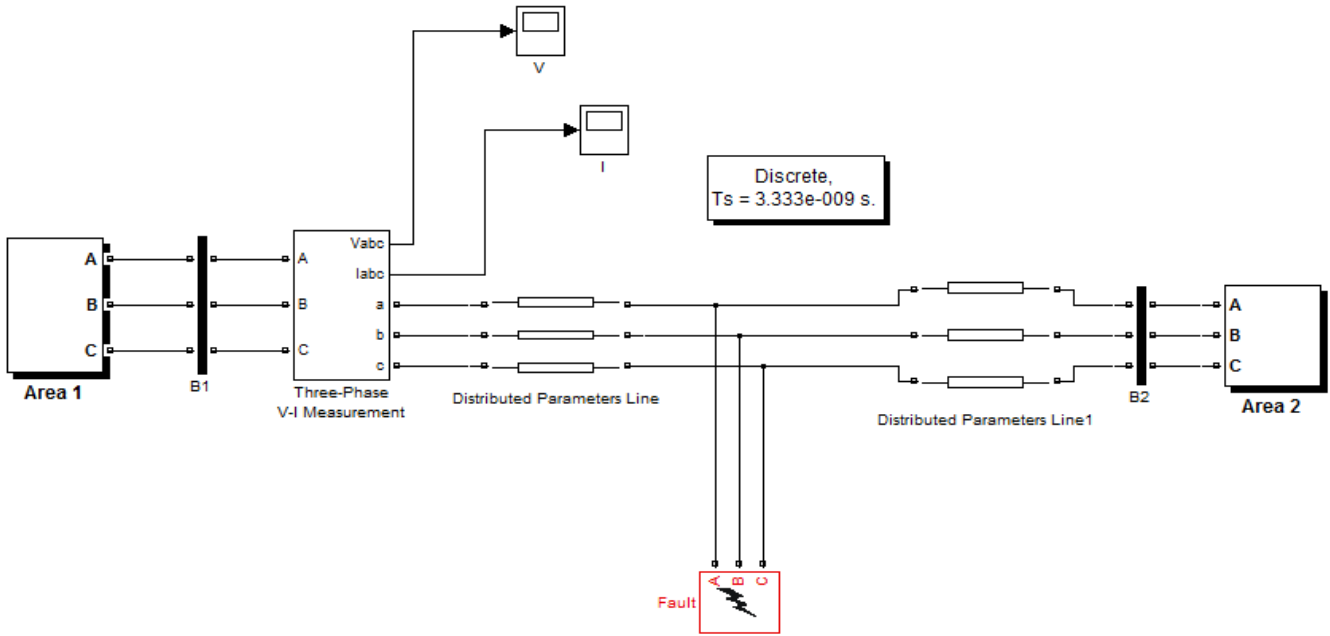 V
I
Discrete,
Ts = 3.333e-009 s.
A
B
C
Area 1
B1
A
B
C
Vabc
Iabc
a
b
c
Three-Phase
V-I Measurement
Distributed Parameters Line
Distributed Parameters Line1
B2
A
B
C
Area 2
A B C
Fault